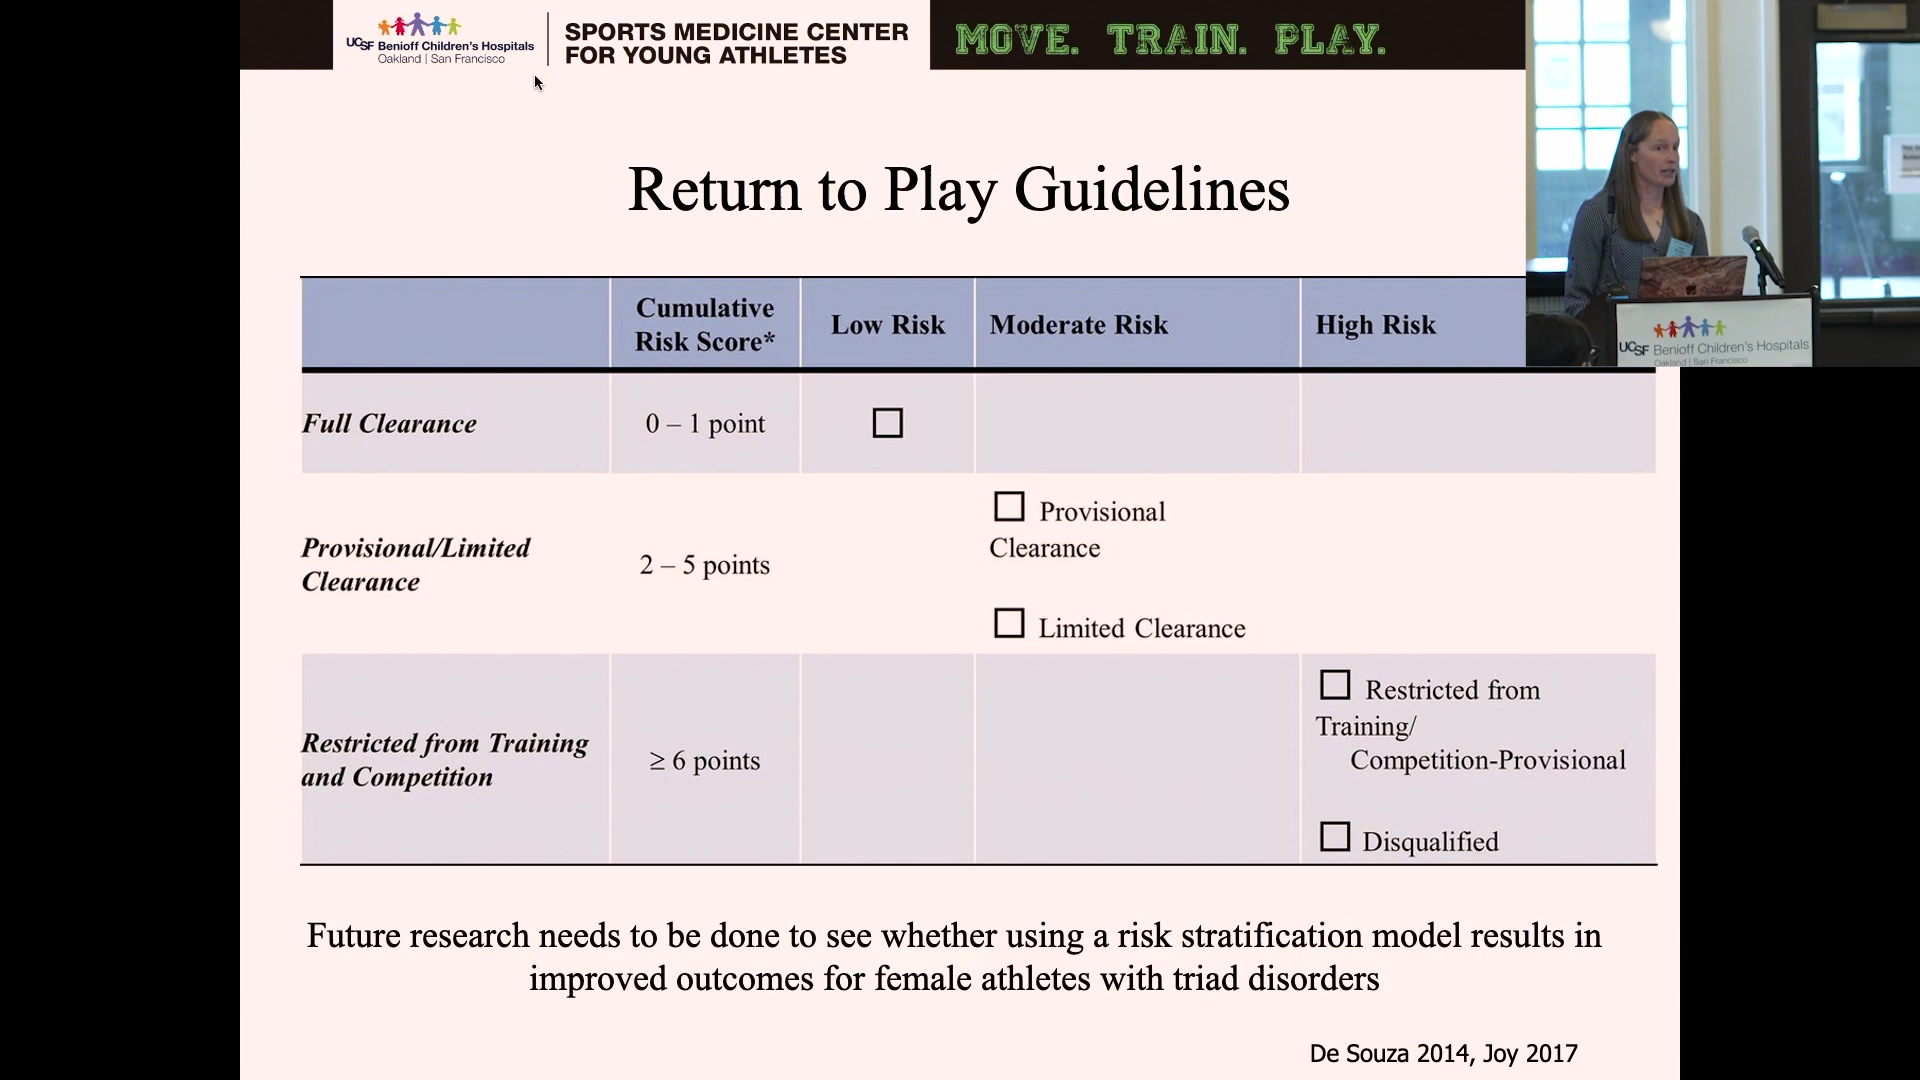 UCSF Benioff Children's Hospitals
Oakland | San Francisco
SPORTS MEDICINE CENTER
FOR YOUNG ATHLETES
MOVE. TRAIN. PLAY.
Return to Play Guidelines
Cumulative
Risk Score*
Low Risk
Moderate Risk
High Risk
Full Clearance
0 – 1 point
Provisional/Limited
Clearance
2 – 5 points
Provisional
Clearance
Limited Clearance
Restricted from Training
and Competition
≥ 6 points
Restricted from
Training/
Competition-Provisional
Disqualified
Future research needs to be done to see whether using a risk stratification model results in
improved outcomes for female athletes with triad disorders
De Souza 2014, Joy 2017
UCSF Benioff Children's Hospitals
Oakland | San Francisco